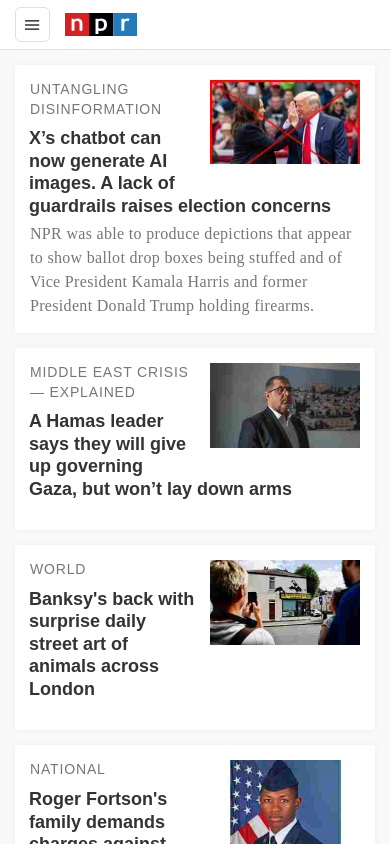 npr
UNTANGLING
DISINFORMATION
X’s chatbot can
now generate AI
images. A lack of
guardrails raises election concerns
NPR was able to produce depictions that appear
to show ballot drop boxes being stuffed and of
Vice President Kamala Harris and former
President Donald Trump holding firearms.
MIDDLE EAST CRISIS
— EXPLAINED
A Hamas leader
says they will give
up governing
Gaza, but won’t lay down arms
WORLD
Banksy's back with
surprise daily
street art of
animals across
London
NATIONAL
Roger Fortson's
family demands
charges against